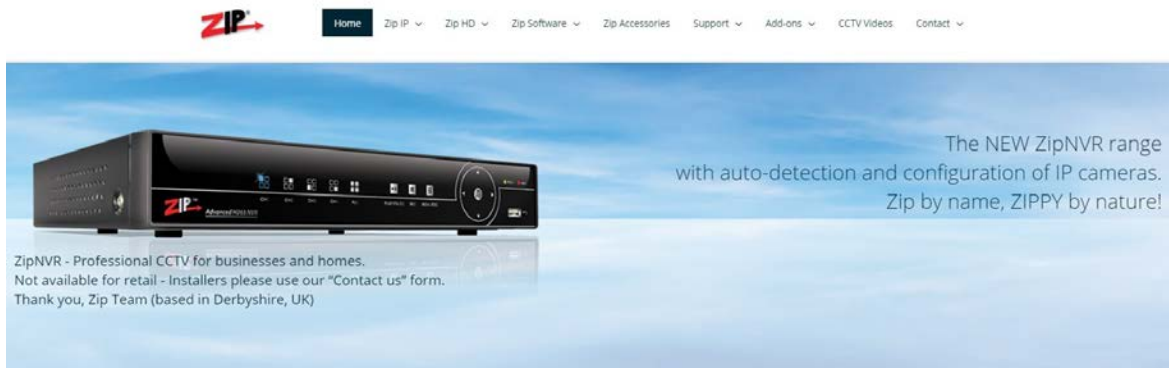 ZIP
Home Zip IP Zip HD Zip Software Zip Accessories Support Add-ons CCTV Videos Contact
The NEW ZipNVR range
with auto-detection and configuration of IP cameras.
Zip by name, ZIPPY by nature!
ZIP
ZipNVR - Professional CCTV for businesses and homes.
Not available for retail - Installers please use our “Contact us” form.
Thank you, Zip Team (based in Derbyshire, UK)